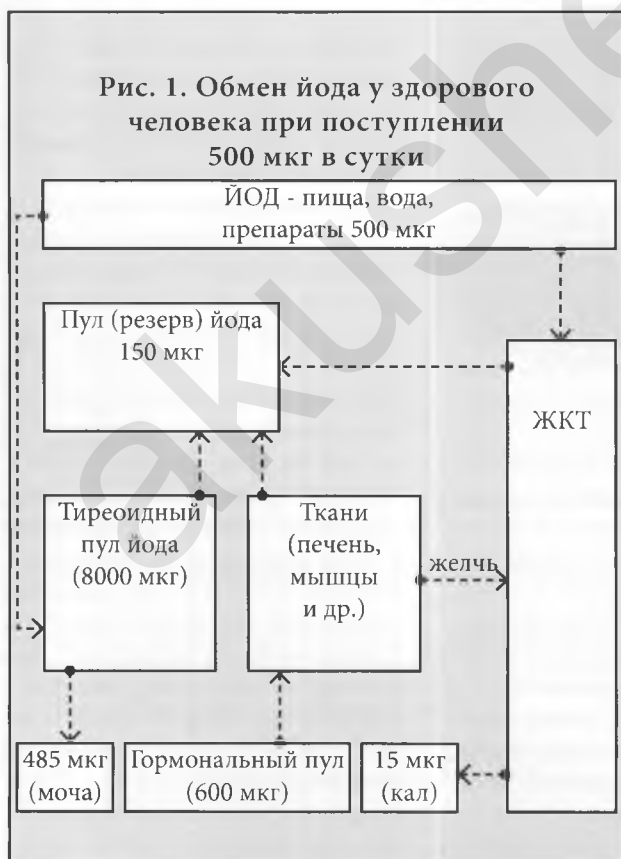 Рис. 1. Обмен йода у здорового
человека при поступлении
500 мкг в сутки
ЙОД - пища, вода,
препараты 500 мкг
Пул (резерв) йода
150 мкг
ЖКТ
Тиреоидный
пул йода
(8000 мкг)
Ткани
(печень,
мышцы
и др.)
желчь
485 мкг
(моча)
Гормональный пул
(600 мкг)
15 мкг
(кал)
akushe